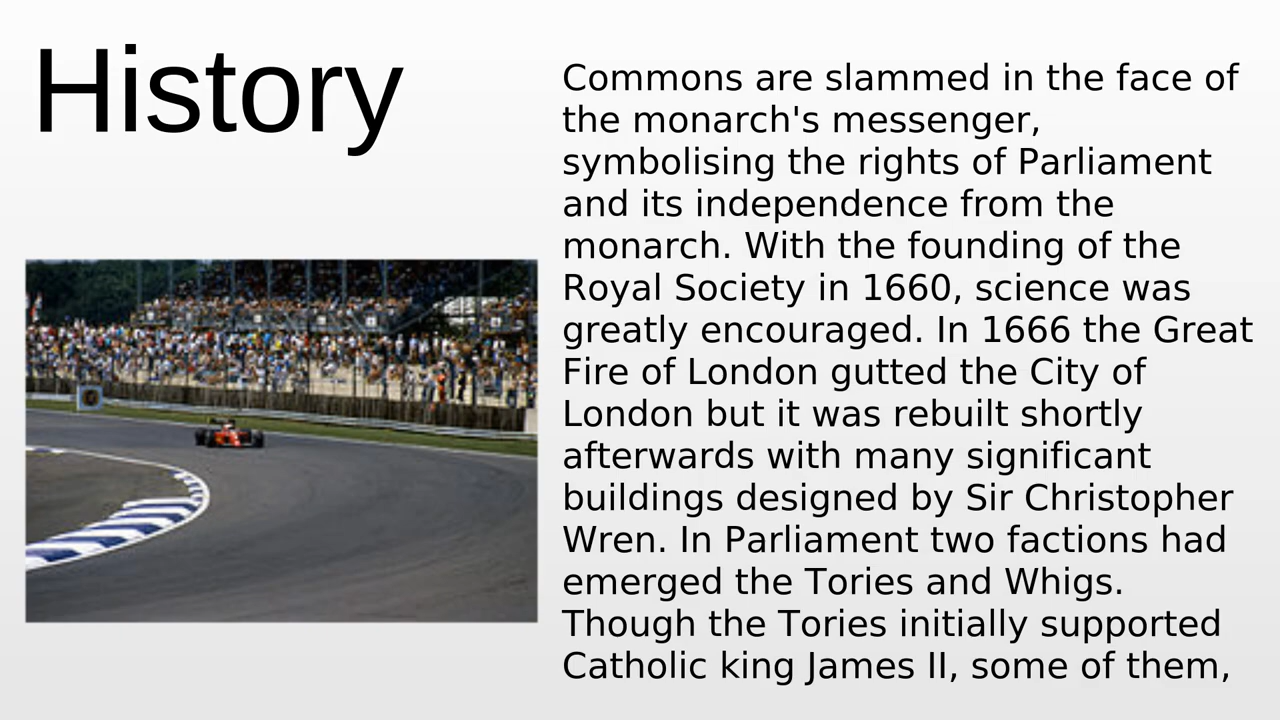 History
Commons are slammed in the face of
the monarch's messenger,
symbolising the rights of Parliament
and its independence from the
monarch. With the founding of the
Royal Society in 1660, science was
greatly encouraged. In 1666 the Great
Fire of London gutted the City of
London but it was rebuilt shortly
afterwards with many significant
buildings designed by Sir Christopher
Wren. In Parliament two factions had
emerged the Tories and Whigs.
Though the Tories initially supported
Catholic king James II, some of them,